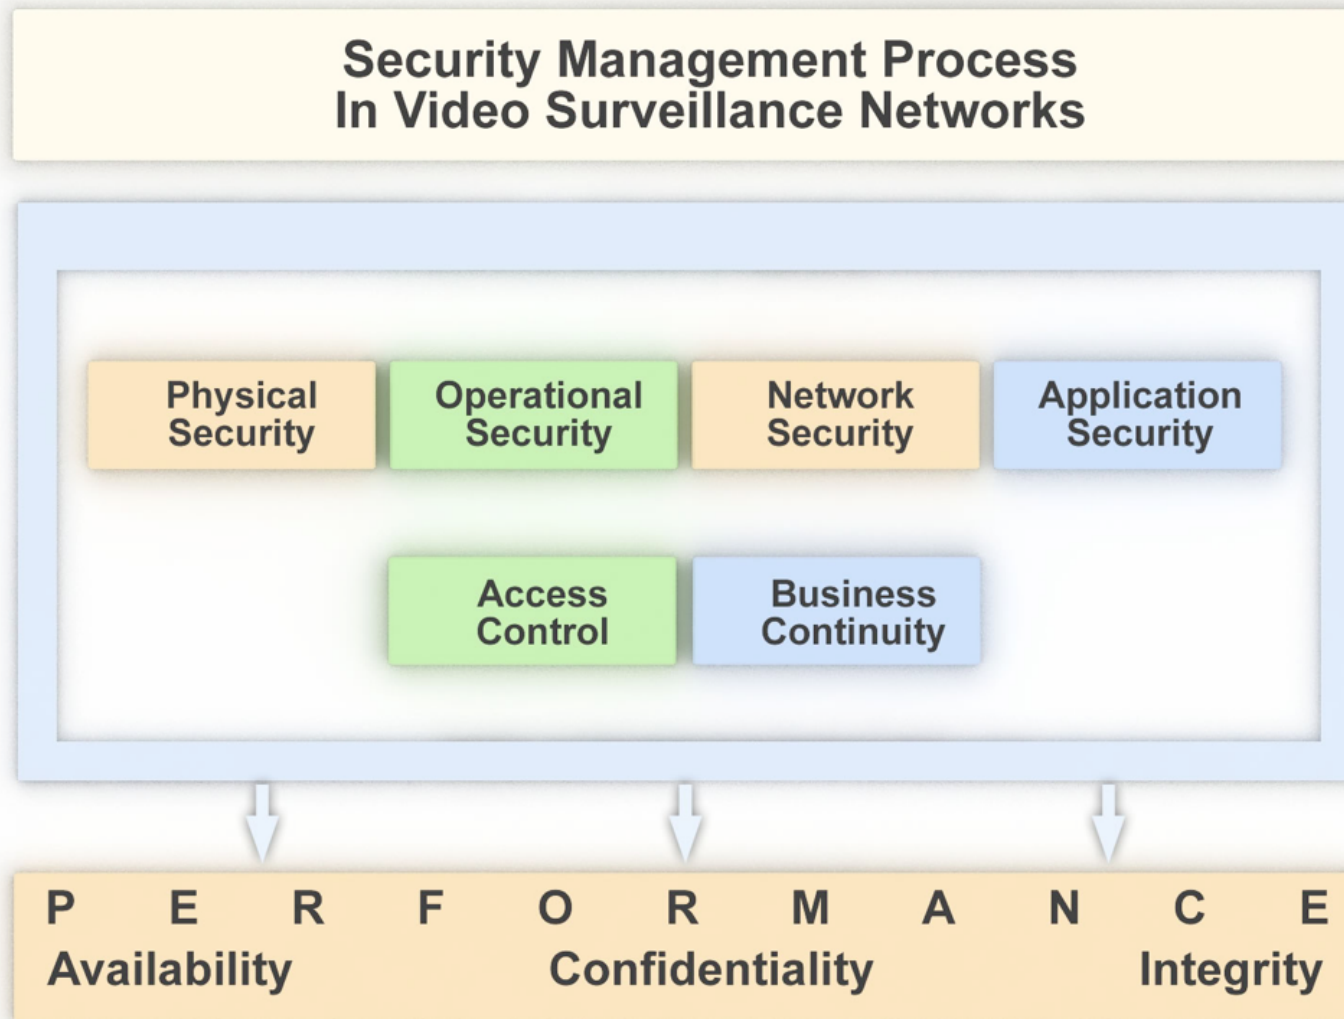 Security Management Process
In Video Surveillance Networks
Physical
Security
Operational
Security
Network
Security
Application
Security
Access
Control
Business
Continuity
P E R F O R M A N C E
Availability Confidentiality Integrity